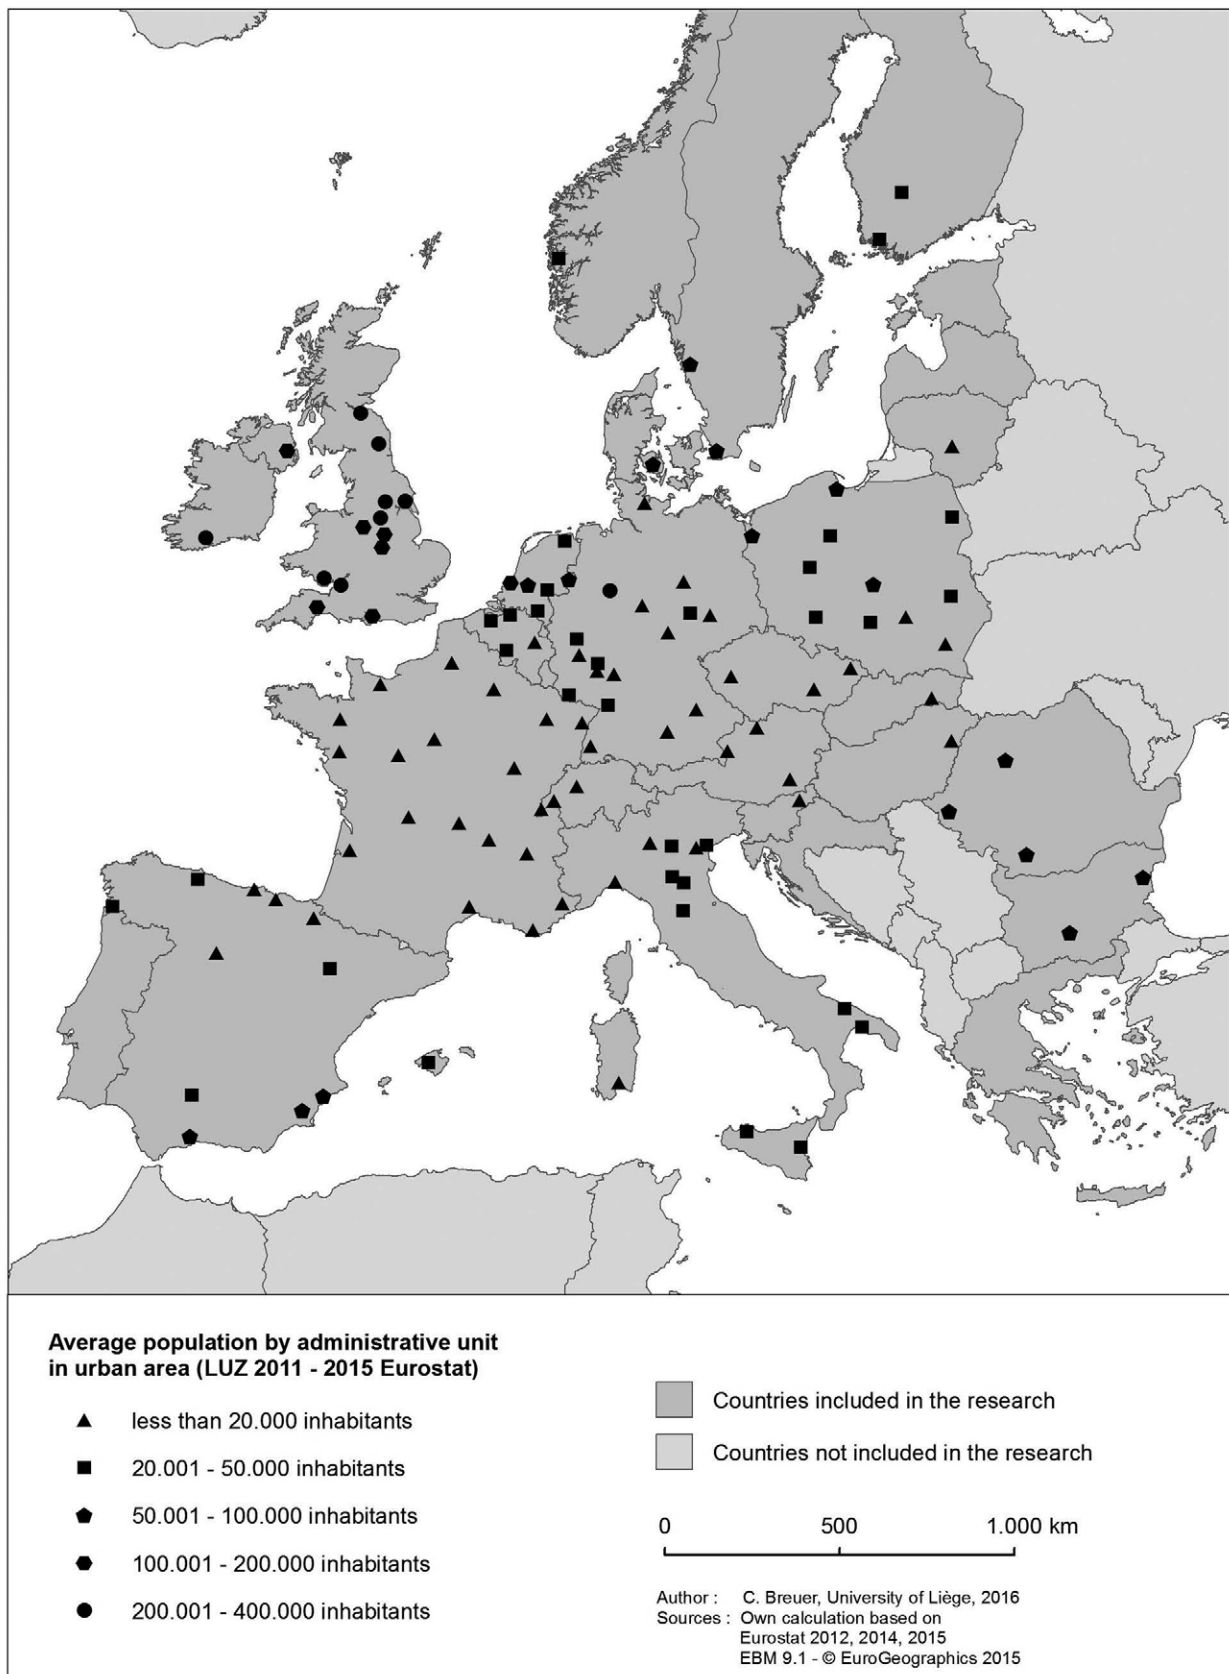 Average population by administrative unit
in urban area (LUZ 2011 - 2015 Eurostat)
less than 20.000 inhabitants
20.001 - 50.000 inhabitants
50.001 - 100.000 inhabitants
100.001 - 200.000 inhabitants
200.001 - 400.000 inhabitants
Countries included in the research
Countries not included in the research
0 500 1.000 km
Author : C. Breuer, University of Liège, 2016
Sources : Own calculation based on
Eurostat 2012, 2014, 2015
EBM 9.1 - © EuroGeographics 2015